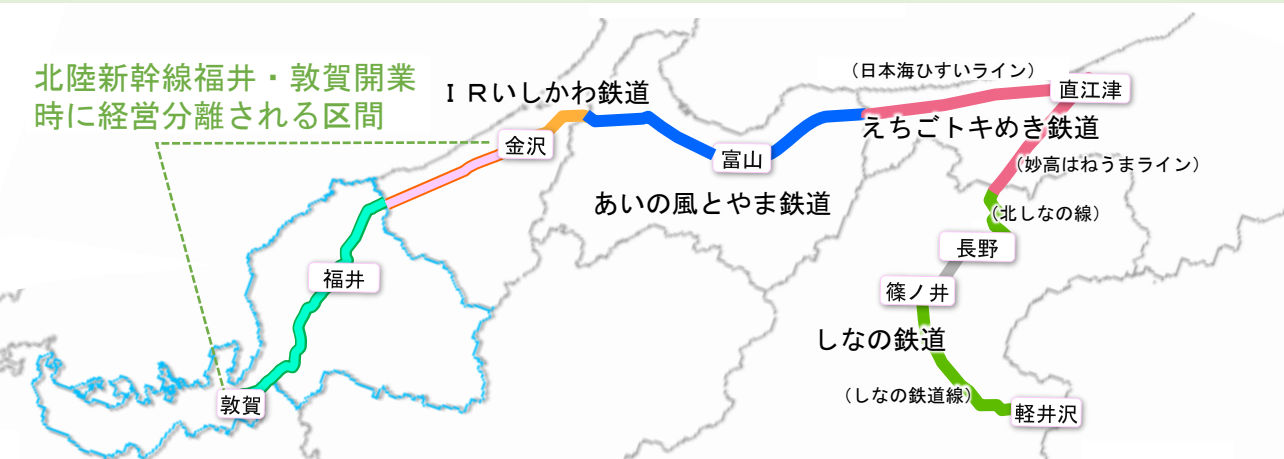 北陸新幹線福井・敦賀開業
時に経営分離される区間
ＩＲいしかわ鉄道
（日本海ひすいライン）
直江津
金沢
えちごトキめき鉄道
富山
（妙高はねうまライン）
あいの風とやま鉄道
（北しなの線）
長野
福井
篠ノ井
しなの鉄道
（しなの鉄道線）
敦賀
軽井沢